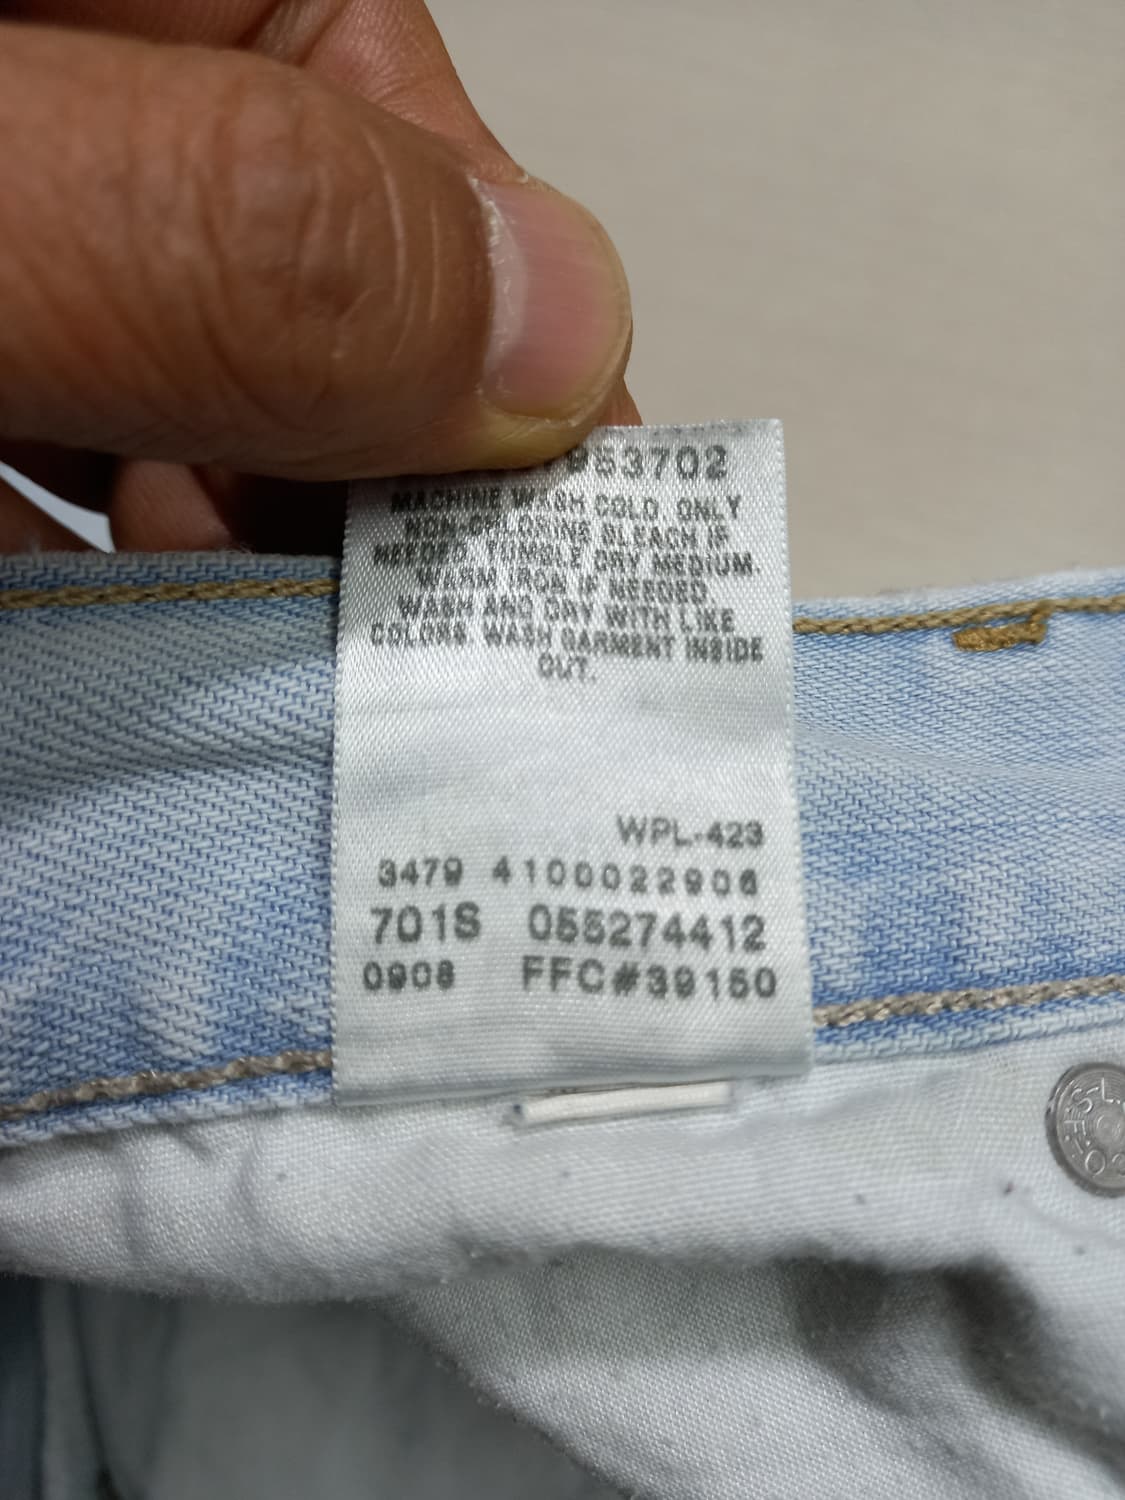 953702
MACHINE WASH COLD. ONLY
NON-CHLORINE BLEACH IF
NEEDED. TUMBLE DRY MEDIUM.
WARM IRON IF NEEDED.
WASH AND DRY WITH LIKE
COLORS. WASH GARMENT INSIDE
OUT.
WPL-423
3479 4100022906
701S 055274412
0908 FFC#39150